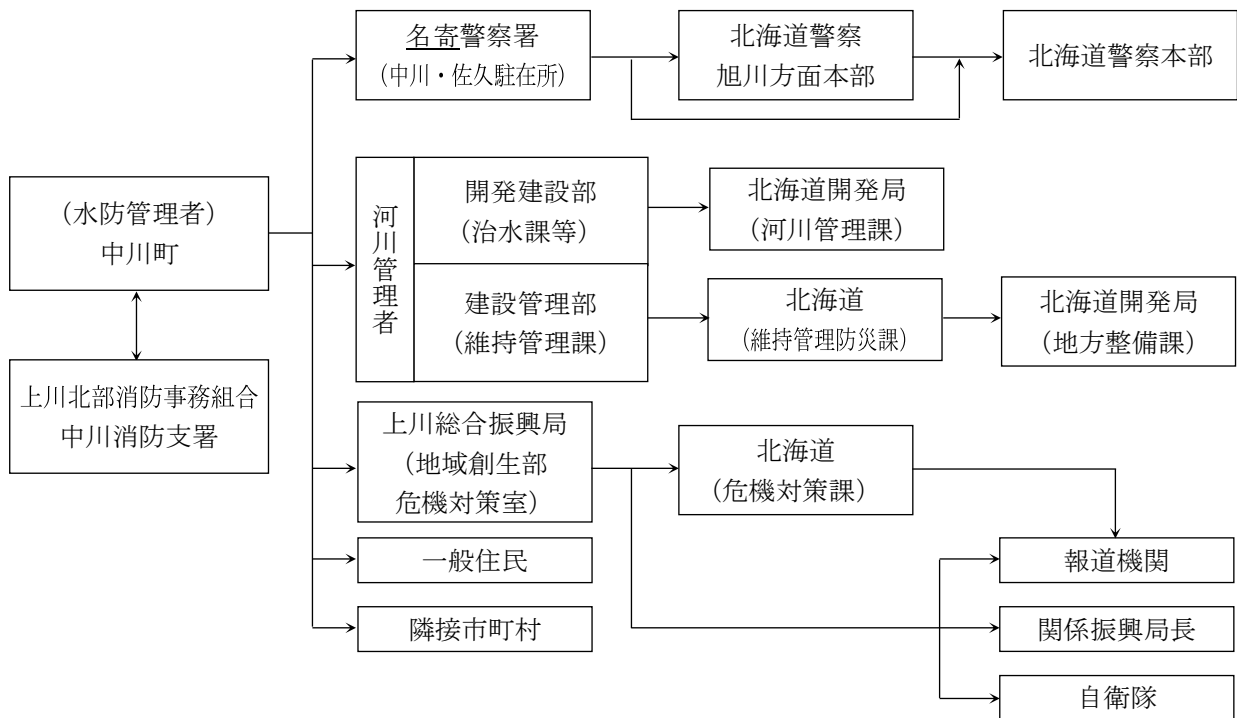 名寄警察署
（中川・佐久駐在所）
北海道警察
旭川方面本部
北海道警察本部
（水防管理者）
中川町
上川北部消防事務組合
中川消防支署
河川管理者
開発建設部
（治水課等）
北海道開発局
（河川管理課）
建設管理部
（維持管理課）
北海道
（維持管理防災課）
北海道開発局
（地方整備課）
上川総合振興局
（地域創生部
危機対策室）
北海道
（危機対策課）
一般住民
隣接市町村
報道機関
関係振興局長
自衛隊